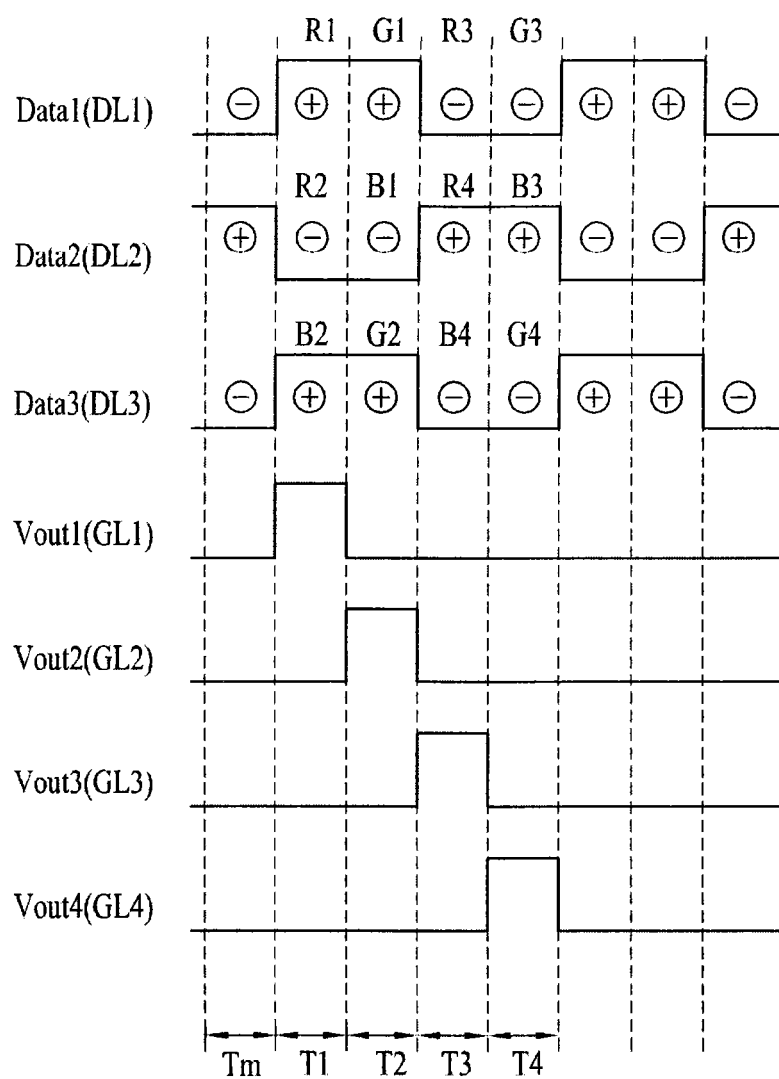 R1 G1 R3 G3
Data1(DL1) ⊖ ⊕ ⊕ ⊖ ⊖ ⊕ ⊕ ⊖
R2 B1 R4 B3
Data2(DL2) ⊕ ⊖ ⊖ ⊕ ⊕ ⊖ ⊖ ⊕
B2 G2 B4 G4
Data3(DL3) ⊖ ⊕ ⊕ ⊖ ⊖ ⊕ ⊕ ⊖
Vout1(GL1)
Vout2(GL2)
Vout3(GL3)
Vout4(GL4)
Tm T1 T2 T3 T4